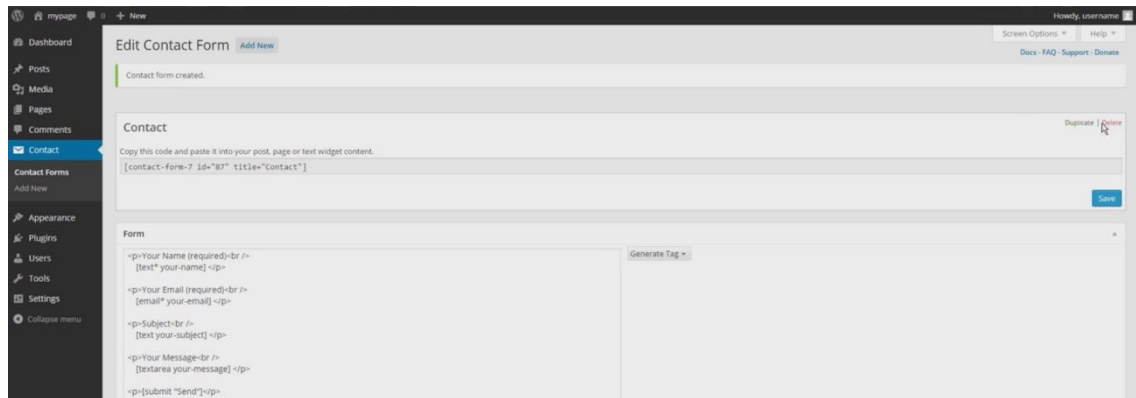 mypage 0 + New Howdy, username
Dashboard
Posts
Media
Pages
Comments
Contact
Contact Forms
Add New
Appearance
Plugins
Users
Tools
Settings
Collapse menu
Screen Options Help
Edit Contact Form Add New
Docs - FAQ - Support - Donate
Contact form created.
Contact
Duplicate | Delete
Copy this code and paste it into your post, page or text widget content.
[contact-form-7 id="87" title="Contact"]
Save
Form
<p>Your Name (required)<br />
[text* your-name] </p>
Generate Tag
<p>Your Email (required)<br />
[email* your-email] </p>
<p>Subject<br />
[text your-subject] </p>
<p>Your Message<br />
[textarea your-message] </p>
<p>[submit "Send"]</p>